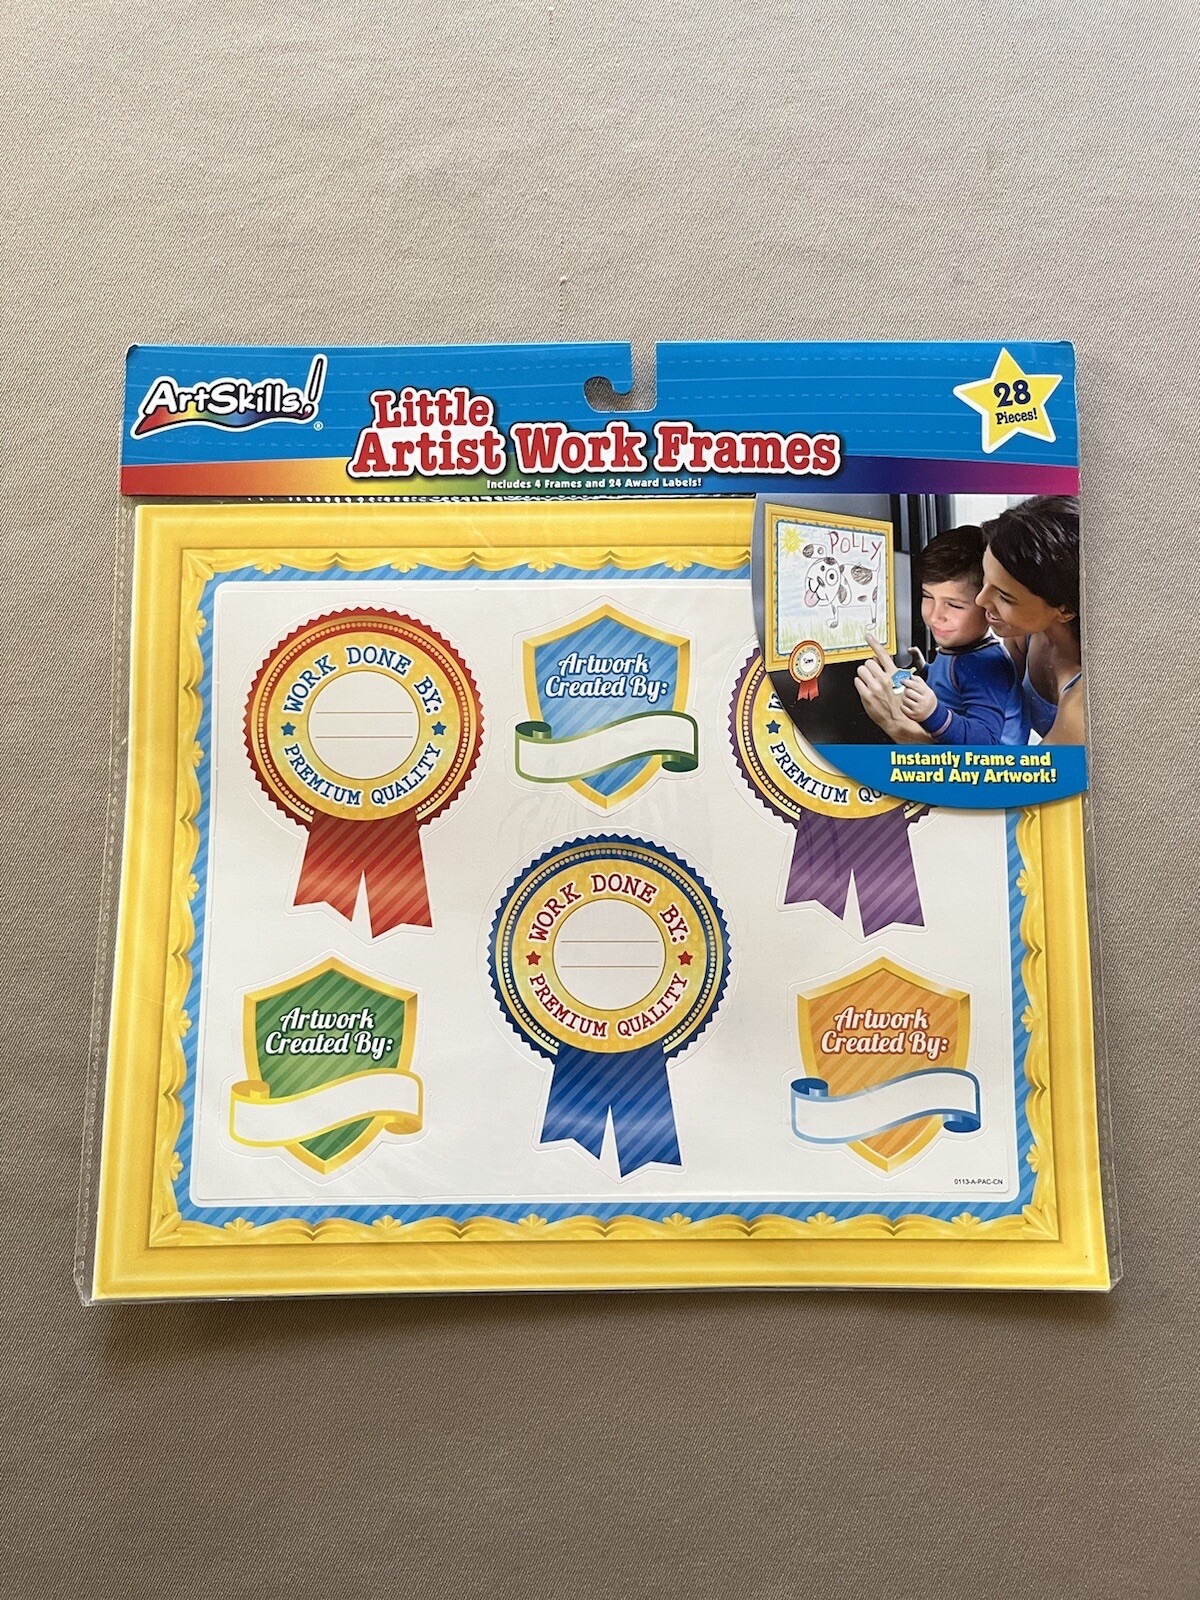 ArtSkills!®
Little
Artist Work Frames
Includes 4 Frames and 24 Award Labels!
28
Pieces!
POLLY
Instantly Frame and
Award Any Artwork!
WORK DONE BY:
PREMIUM QUALITY
Artwork
Created By:
PREMIUM QU
WORK DONE BY:
PREMIUM QUALITY
Artwork
Created By:
Artwork
Created By:
0113-A-PAC-CN